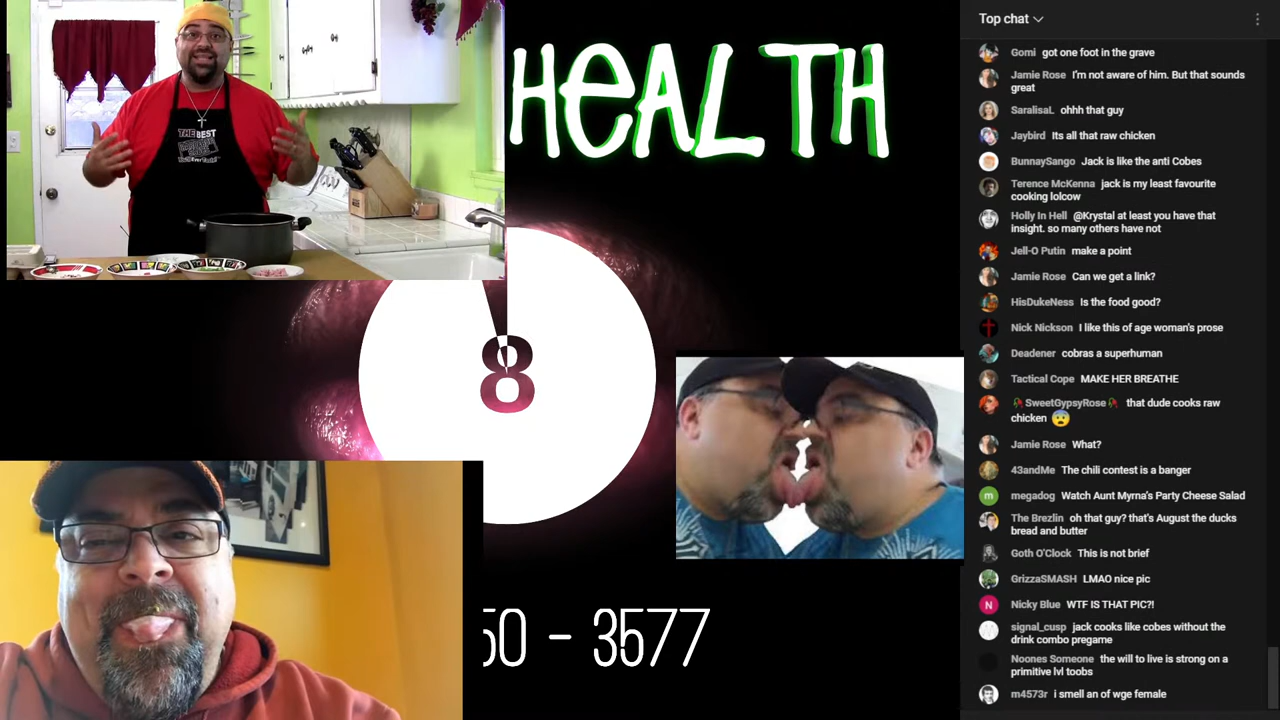 HeALTH
THE BEST
8
50 - 3577
Top chat
Gomi got one foot in the grave
Jamie Rose I'm not aware of him. But that sounds
great
SaralisaL ohhh that guy
Jaybird Its all that raw chicken
BunnaySango Jack is like the anti Cobes
Terence McKenna jack is my least favourite
cooking lolcow
Holly In Hell @Krystal at least you have that
insight. so many others have not
Jell-O Putin make a point
Jamie Rose Can we get a link?
HisDukeNess Is the food good?
Nick Nickson I like this of age woman's prose
Deadener cobras a superhuman
Tactical Cope MAKE HER BREATHE
🥀SweetGypsyRose🥀 that dude cooks raw
chicken 😨
Jamie Rose What?
43andMe The chili contest is a banger
m megadog Watch Aunt Myrna's Party Cheese Salad
The Brezlin oh that guy? that's August the ducks
bread and butter
Goth O'Clock This is not brief
GrizzaSMASH LMAO nice pic
N Nicky Blue WTF IS THAT PIC?!
signal_cusp jack cooks like cobes without the
drink combo pregame
Noones Someone the will to live is strong on a
primitive lvl toobs
m4573r i smell an of wge female